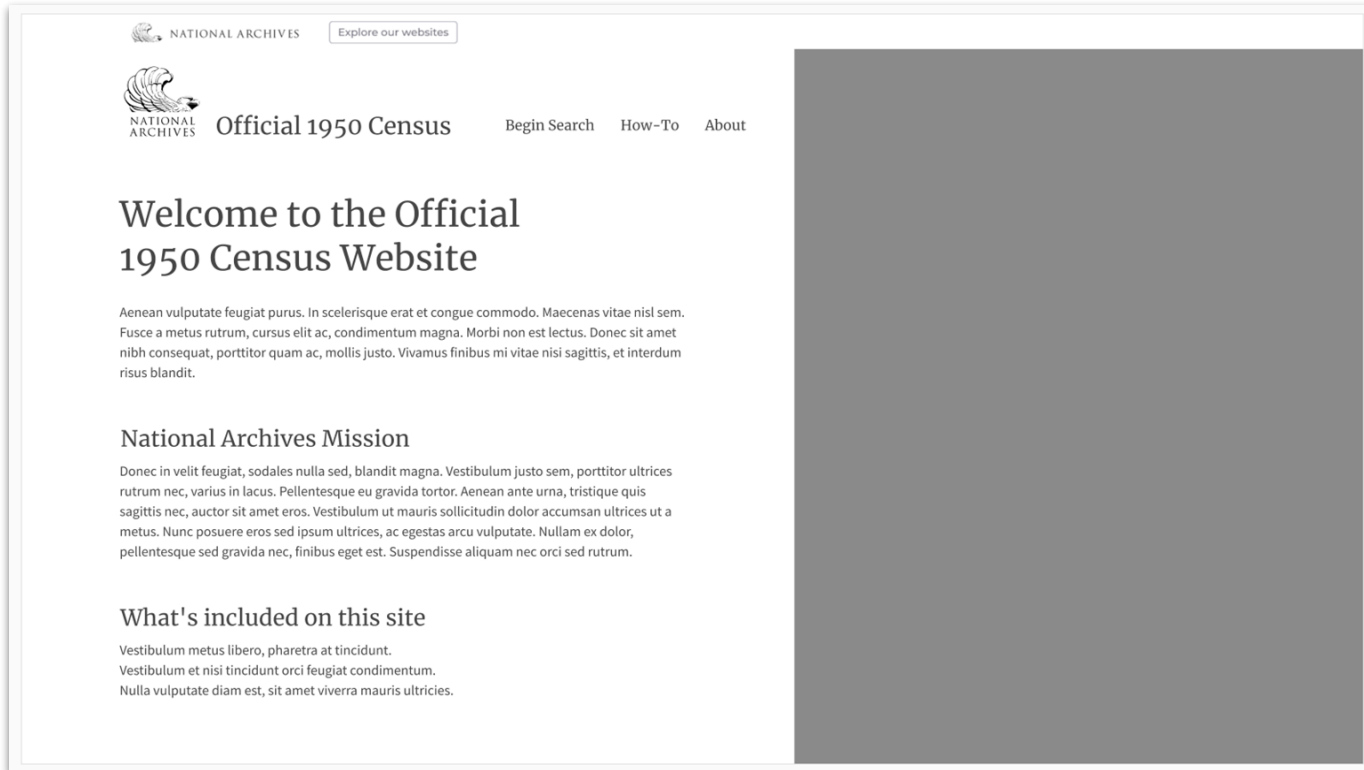 NATIONAL ARCHIVES
Explore our websites
NATIONAL
ARCHIVES
Official 1950 Census
Begin Search
How-To
About
Welcome to the Official
1950 Census Website
Aenean vulputate feugiat purus. In scelerisque erat et congue commodo. Maecenas vitae nisl sem.
Fusce a metus rutrum, cursus elit ac, condimentum magna. Morbi non est lectus. Donec sit amet
nibh consequat, porttitor quam ac, mollis justo. Vivamus finibus mi vitae nisi sagittis, et interdum
risus blandit.
National Archives Mission
Donec in velit feugiat, sodales nulla sed, blandit magna. Vestibulum justo sem, porttitor ultrices
rutrum nec, varius in lacus. Pellentesque eu gravida tortor. Aenean ante urna, tristique quis
sagittis nec, auctor sit amet eros. Vestibulum ut mauris sollicitudin dolor accumsan ultrices ut a
metus. Nunc posuere eros sed ipsum ultrices, ac egestas arcu vulputate. Nullam ex dolor,
pellentesque sed gravida nec, finibus eget est. Suspendisse aliquam nec orci sed rutrum.
What's included on this site
Vestibulum metus libero, pharetra at tincidunt.
Vestibulum et nisi tincidunt orci feugiat condimentum.
Nulla vulputate diam est, sit amet viverra mauris ultricies.